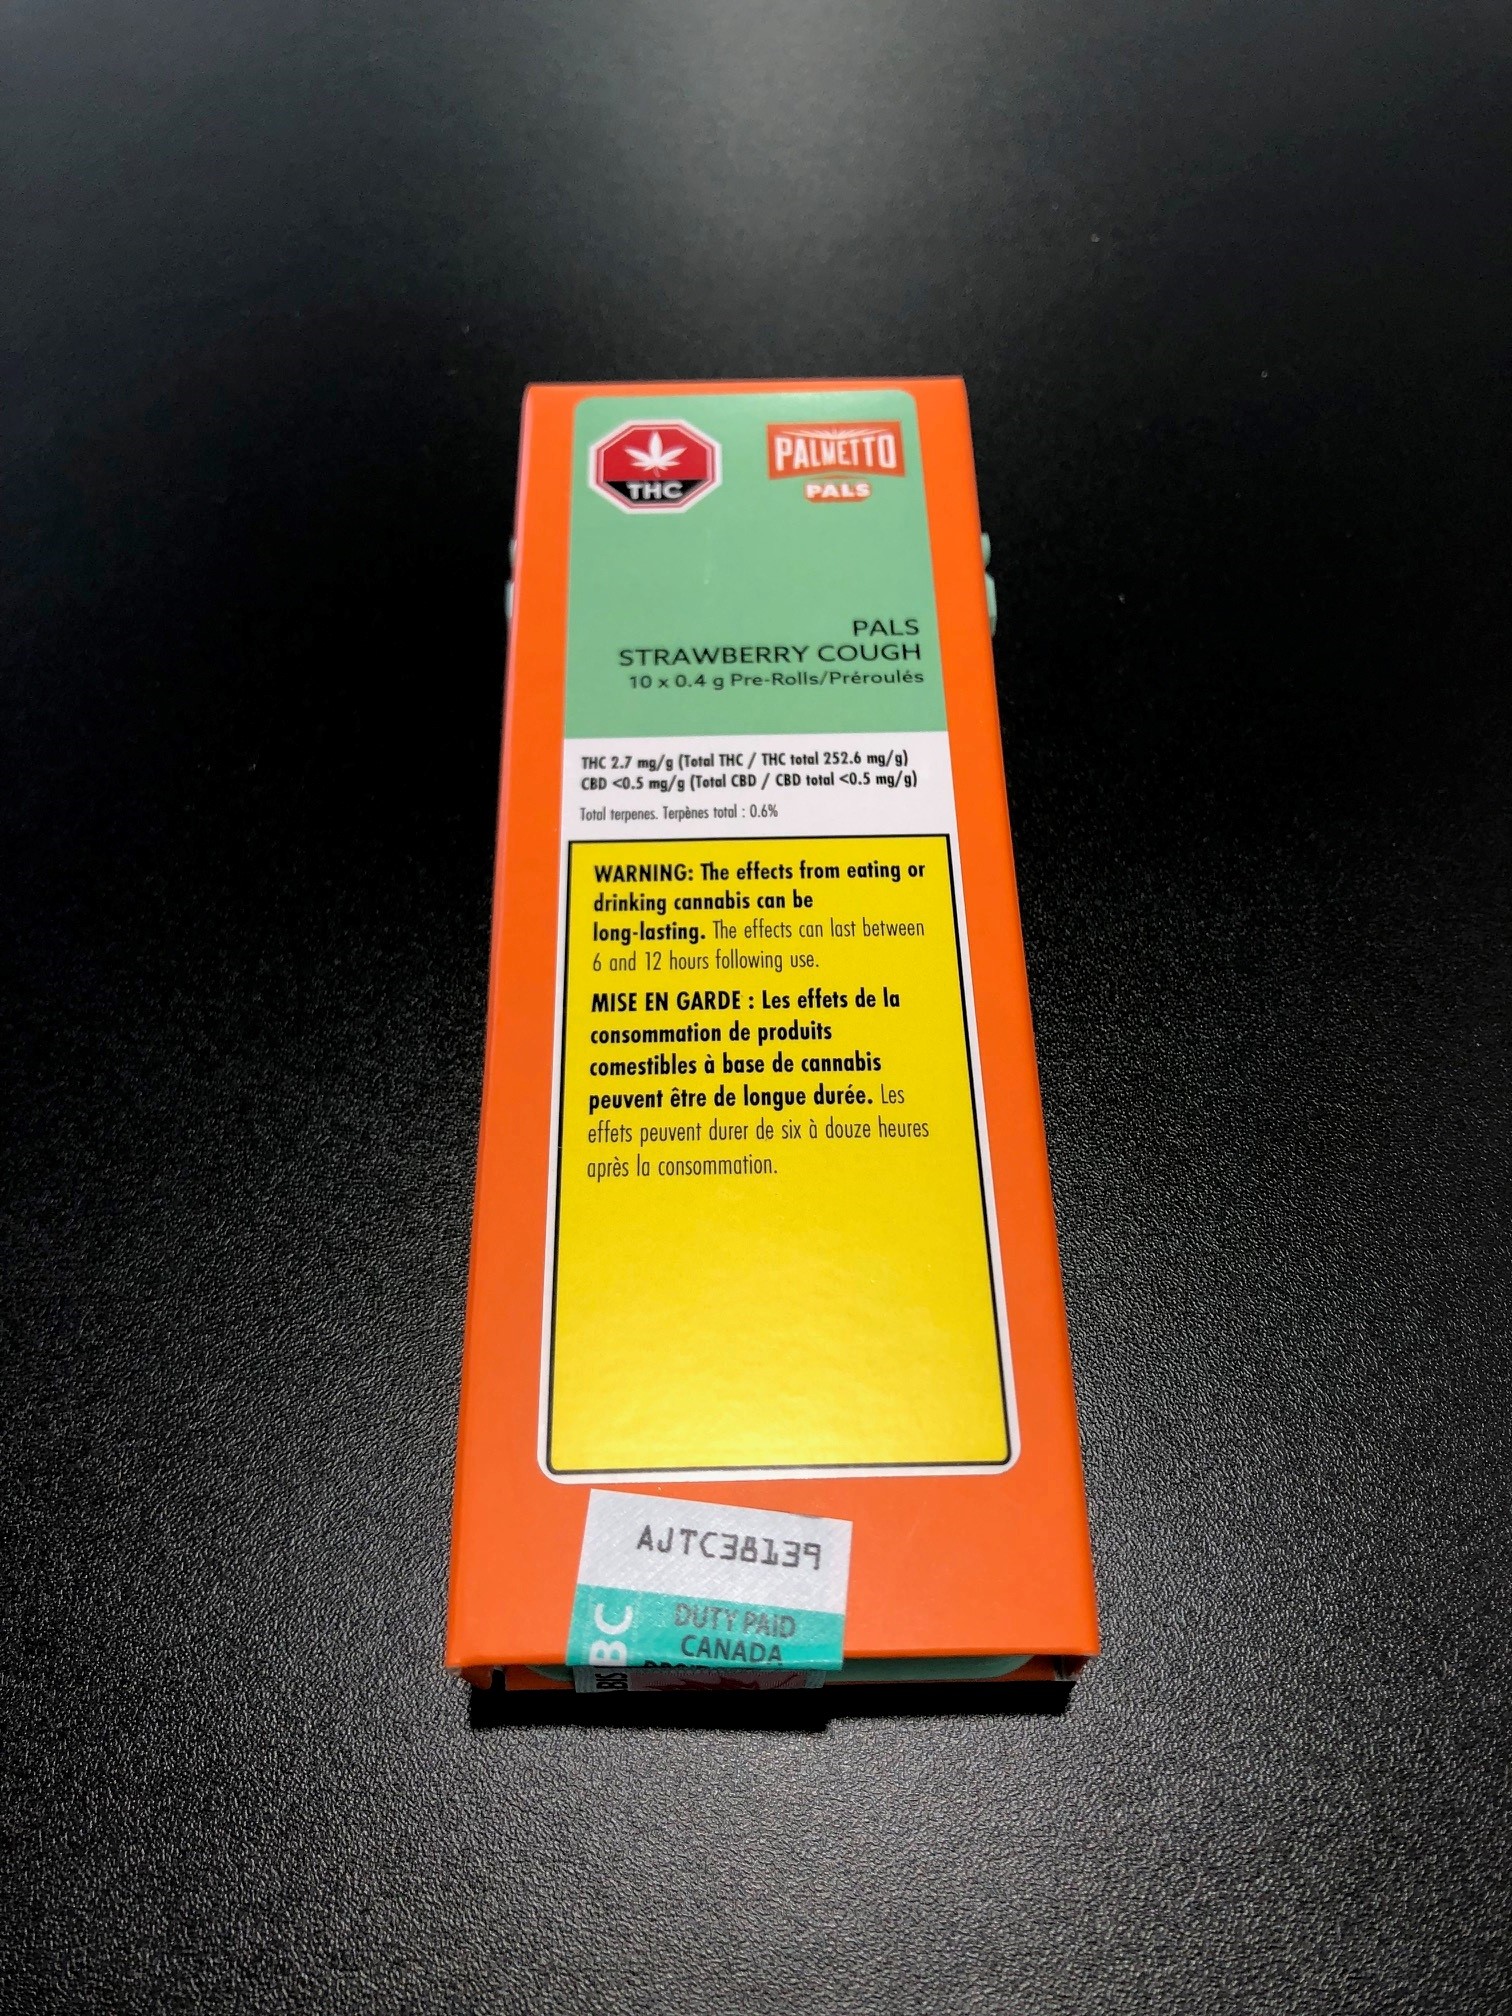 THC
PALMETTO
PALS
PALS
STRAWBERRY COUGH
10 x 0.4 g Pre-Rolls/Préroulés
THC 2.7 mg/g (Total THC / THC total 252.6 mg/g)
CBD <0.5 mg/g (Total CBD / CBD total <0.5 mg/g)
Total terpenes. Terpènes total : 0.6%
WARNING: The effects from eating or
drinking cannabis can be
long-lasting. The effects can last between
6 and 12 hours following use.
MISE EN GARDE : Les effets de la
consommation de produits
comestibles à base de cannabis
peuvent être de longue durée. Les
effets peuvent durer de six à douze heures
après la consommation.
AJTC38139
BC
DUTY PAID
CANADA